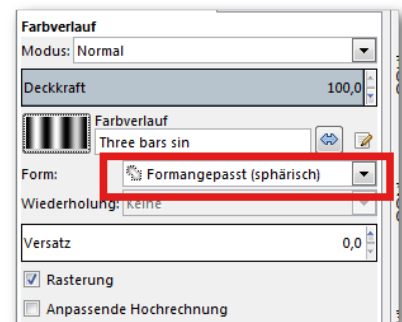 Farbverlauf
Modus: Normal
Deckkraft 100,0
Farbverlauf
Three bars sin
Form: Formangepasst (sphärisch)
Wiederholung: Keine
Versatz 0,0
Rasterung
Anpassende Hochrechnung